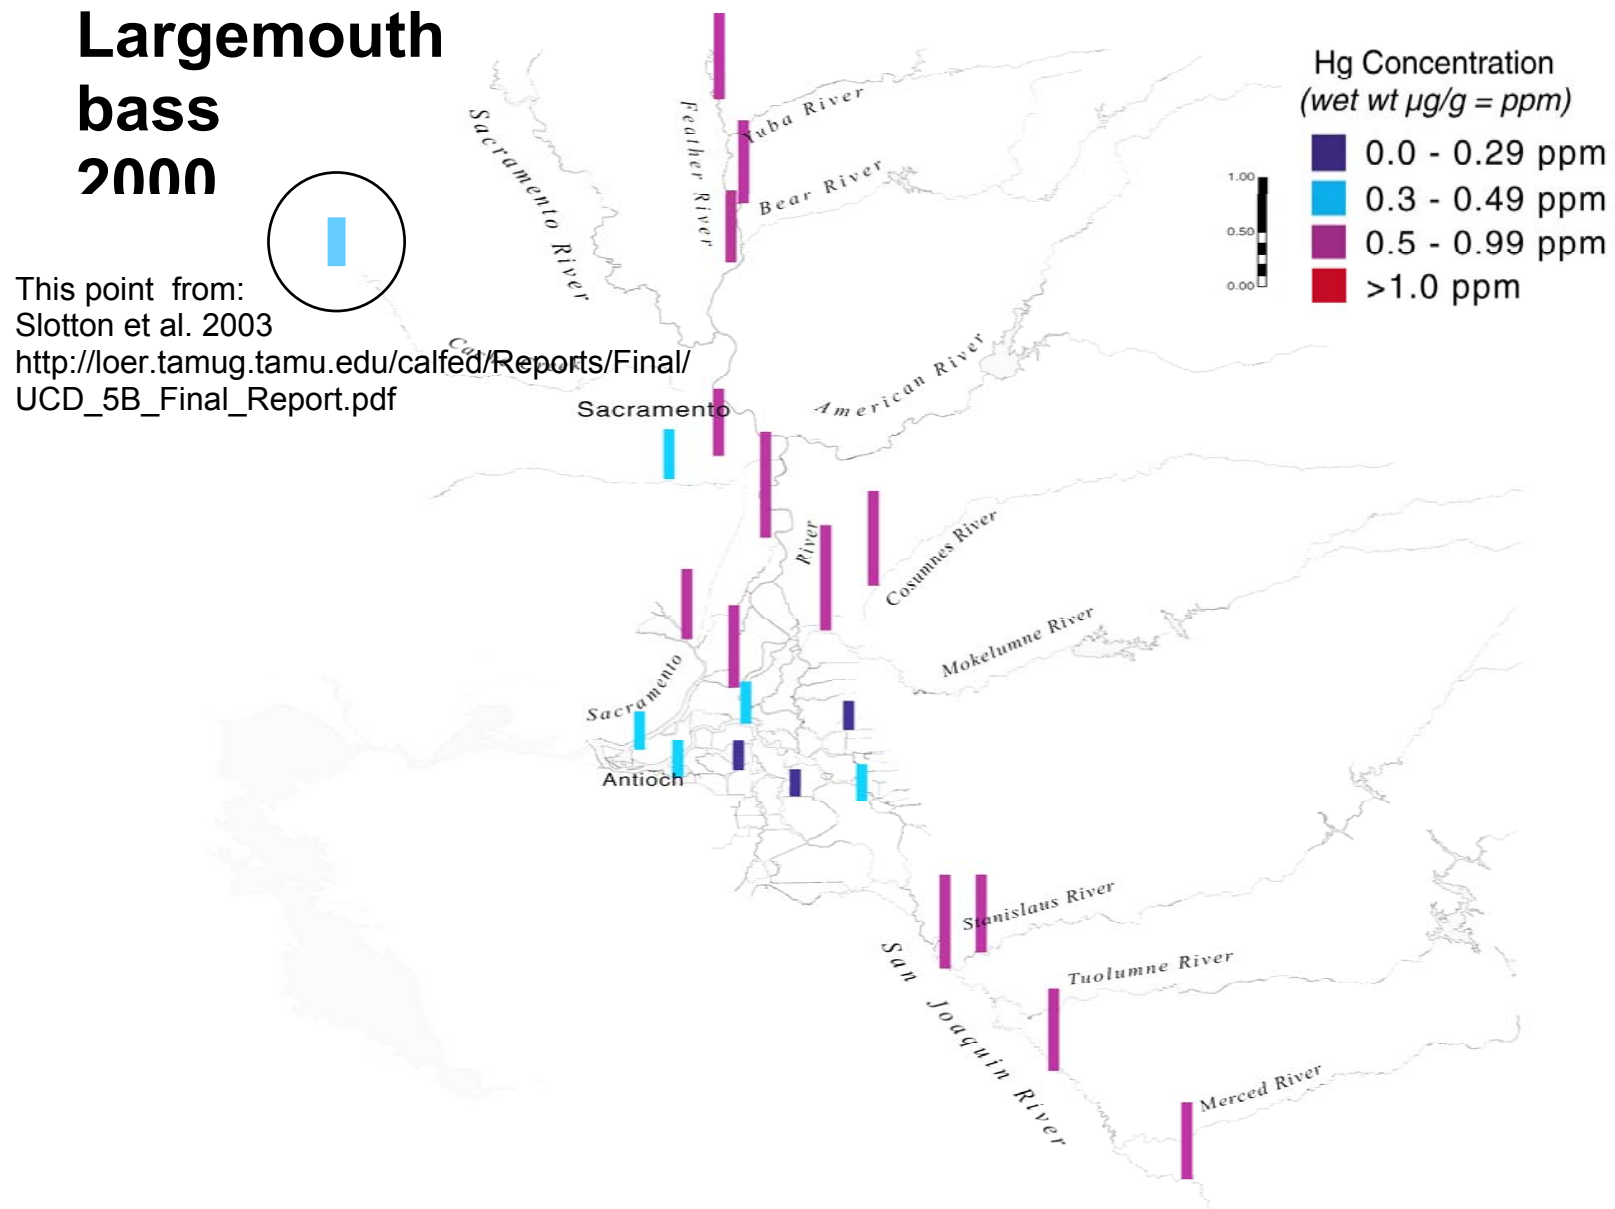 Largemouth
bass
2000
This point from:
Slotton et al. 2003
http://loer.tamug.tamu.edu/calfed/Reports/Final/
UCD_5B_Final_Report.pdf
Hg Concentration
(wet wt µg/g = ppm)
0.0 - 0.29 ppm
0.3 - 0.49 ppm
0.5 - 0.99 ppm
>1.0 ppm
1.00
0.50
0.00
Sacramento River
Feather River
Yuba River
Bear River
American River
Sacramento
River
Cosumnes River
Mokelumne River
Sacramento
Antioch
Stanislaus River
San Joaquin River
Tuolumne River
Merced River